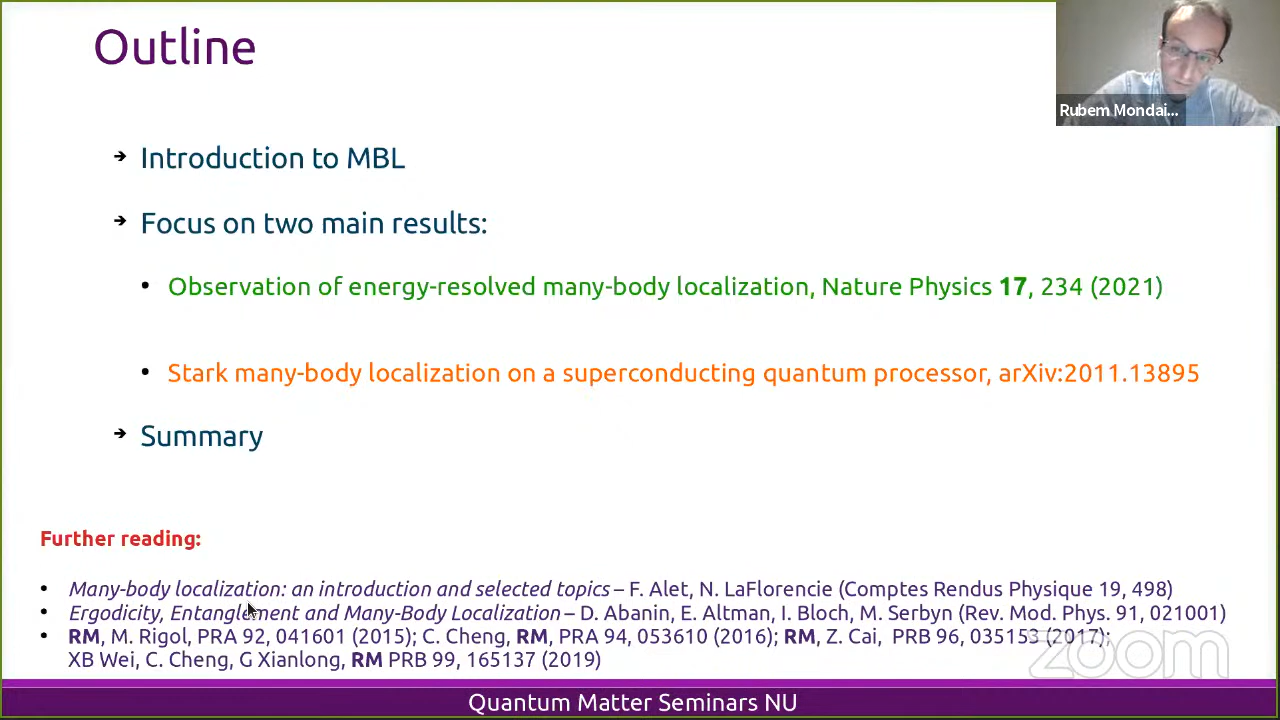 Outline
Rubem Mondai...
Introduction to MBL
Focus on two main results:
Observation of energy-resolved many-body localization, Nature Physics 17, 234 (2021)
Stark many-body localization on a superconducting quantum processor, arXiv:2011.13895
Summary
Further reading:
Many-body localization: an introduction and selected topics – F. Alet, N. LaFlorencie (Comptes Rendus Physique 19, 498)
Ergodicity, Entanglement and Many-Body Localization – D. Abanin, E. Altman, I. Bloch, M. Serbyn (Rev. Mod. Phys. 91, 021001)
RM, M. Rigol, PRA 92, 041601 (2015); C. Cheng, RM, PRA 94, 053610 (2016); RM, Z. Cai, PRB 96, 035153 (2017);
XB Wei, C. Cheng, G Xianlong, RM PRB 99, 165137 (2019)
zoom
Quantum Matter Seminars NU